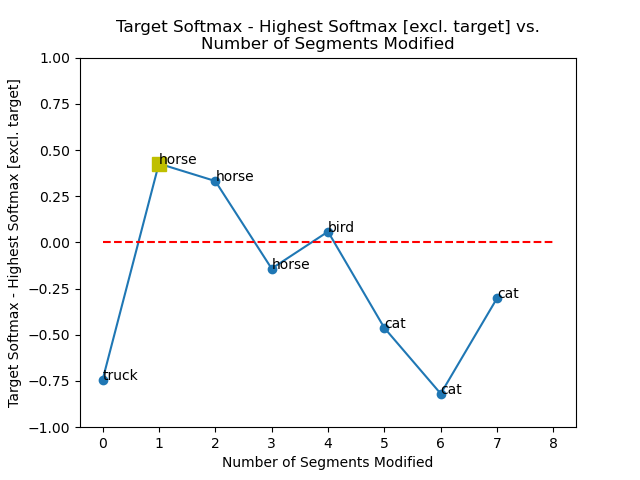 Target Softmax - Highest Softmax [excl. target] vs.
Number of Segments Modified
Target Softmax - Highest Softmax [excl. target]
1.00
0.75
0.50
0.25
0.00
−0.25
−0.50
−0.75
−1.00
truck
horse
horse
horse
bird
cat
cat
cat
0 1 2 3 4 5 6 7 8
Number of Segments Modified